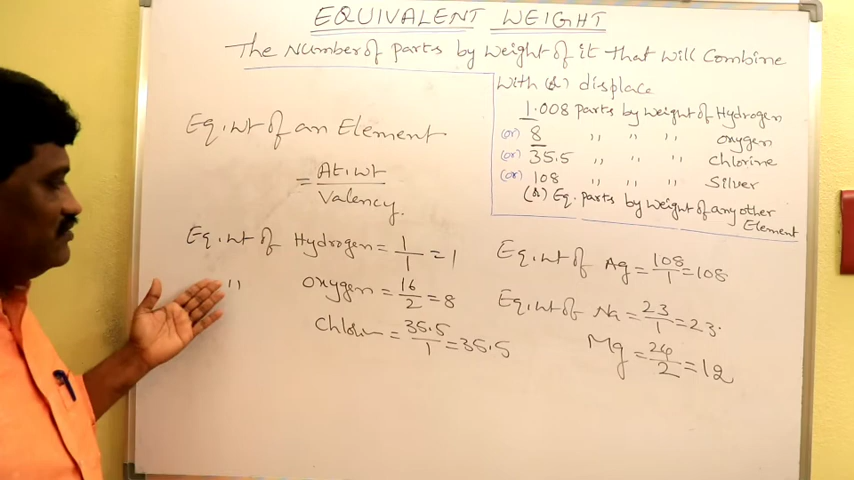 EQUIVALENT WEIGHT
The Number of parts by weight of it that will Combine
with (or) displace
1.008 parts by weight of Hydrogen
(or) 8 ,, ,, ,, oxygen
(or) 35.5 ,, ,, ,, chlorine
(or) 108 ,, ,, ,, Silver
(or) Eq. parts by weight of any other
Element
Eq.wt of an Element
= At.wt
Valency.
Eq.wt of Hydrogen = 1/1 = 1
,, oxygen = 16/2 = 8
Chlorin = 35.5/1 = 35.5
Eq.wt of Ag = 108/1 = 108
Eq.wt of Na = 23/1 = 23.
Mg = 24/2 = 12